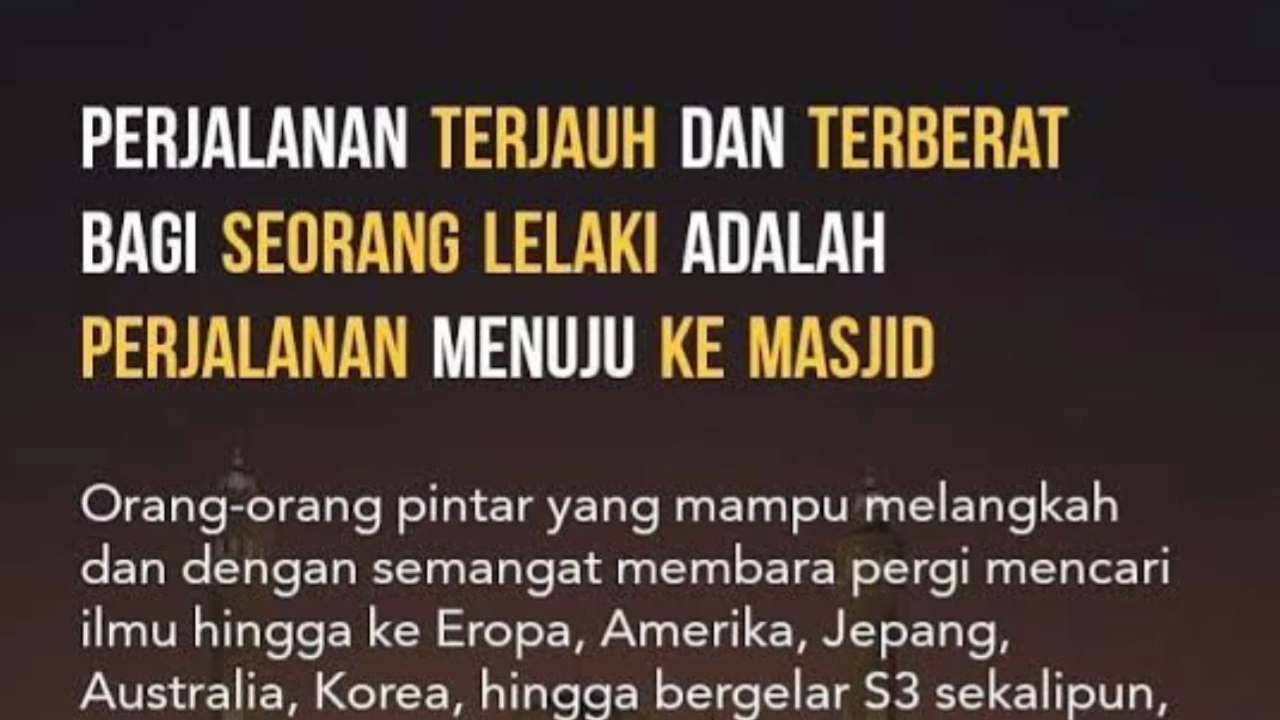 PERJALANAN TERJAUH DAN TERBERAT
BAGI SEORANG LELAKI ADALAH
PERJALANAN MENUJU KE MASJID
Orang-orang pintar yang mampu melangkah
dan dengan semangat membara pergi mencari
ilmu hingga ke Eropa, Amerika, Jepang,
Australia, Korea, hingga bergelar S3 sekalipun,